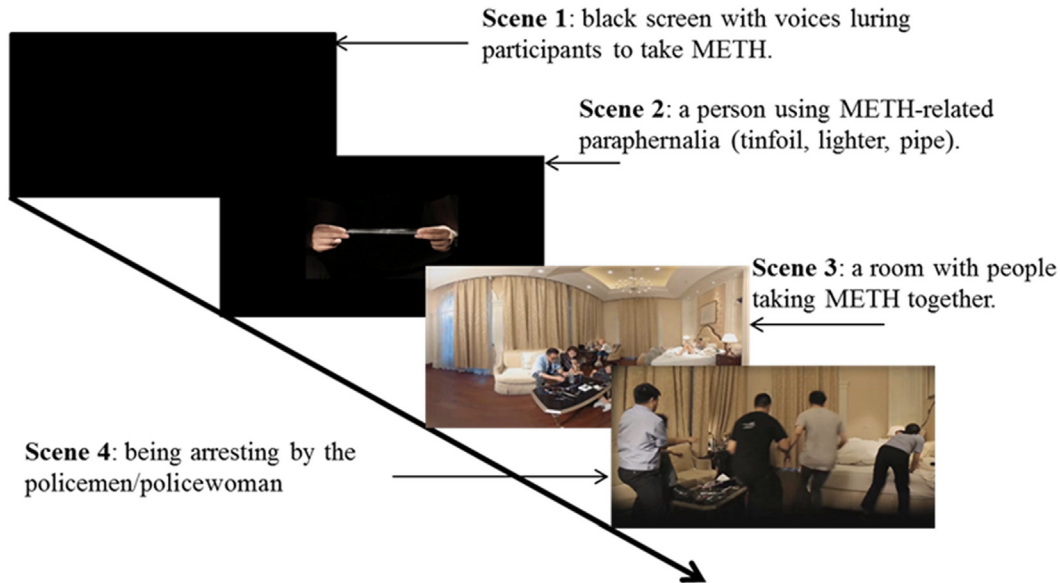 Scene 1: black screen with voices luring
participants to take METH.
Scene 2: a person using METH-related
paraphernalia (tinfoil, lighter, pipe).
Scene 3: a room with people
taking METH together.
Scene 4: being arresting by the
policemen/policewoman